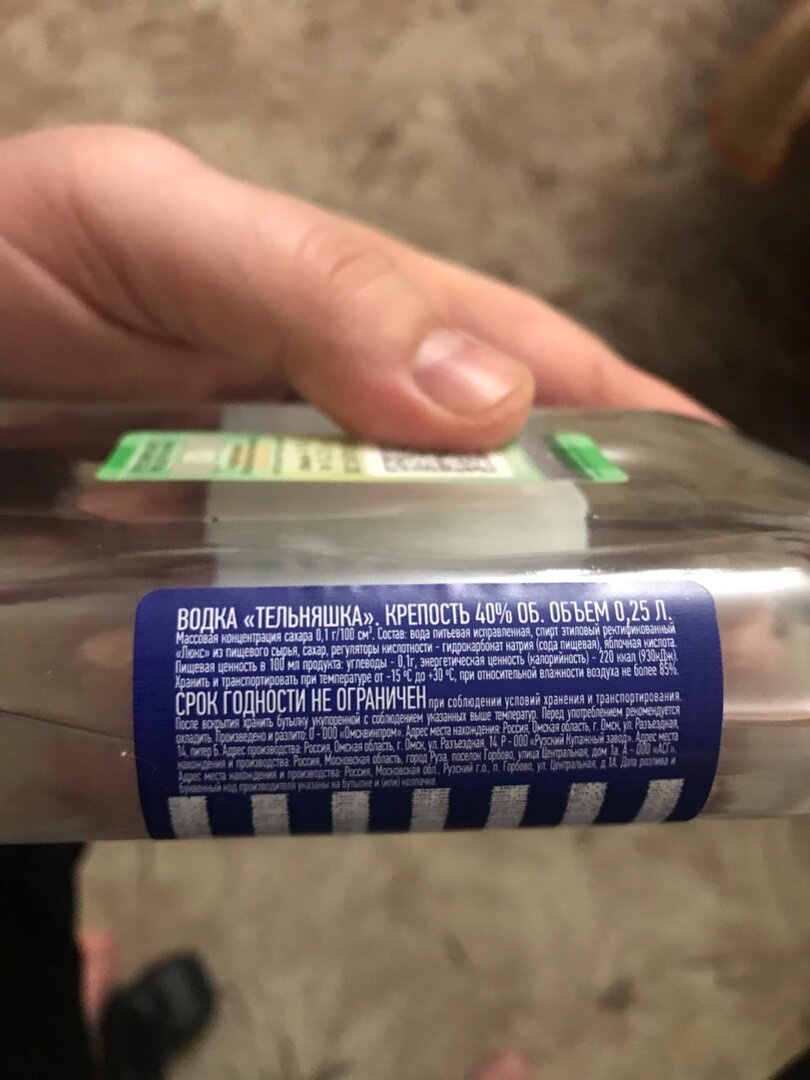 ВОДКА «ТЕЛЬНЯШКА». КРЕПОСТЬ 40% ОБ. ОБЪЕМ 0,25 Л.
Массовая концентрация сахара 0,1 г/100 см³. Состав: вода питьевая исправленная, спирт этиловый ректификованный
«Люкс» из пищевого сырья, сахар, регуляторы кислотности - гидрокарбонат натрия (сода пищевая), яблочная кислота.
Пищевая ценность в 100 мл продукта: углеводы - 0,1г, энергетическая ценность (калорийность) - 220 ккал (930кДж).
Хранить и транспортировать при температуре от -15 ºС до +30 ºС, при относительной влажности воздуха не более 85%.
СРОК ГОДНОСТИ НЕ ОГРАНИЧЕН при соблюдении условий хранения и транспортирования.
После вскрытия хранить бутылку укупоренной с соблюдением указанных выше температур. Перед употреблением рекомендуется
охладить. Произведено и разлито: О - ООО «Омсквинпром». Адрес места нахождения: Россия, Омская область, г. Омск, ул. Разъездная,
14, литер Б. Адрес производства: Россия, Омская область, г. Омск, ул. Разъездная, 14. Р - ООО «Рузский Купажный завод». Адрес места
нахождения и производства: Россия, Московская область, город Руза, поселок Горбово, улица Центральная, дом 1а. А - ООО «АСГ».
Адрес места нахождения и производства: Россия, Московская обл., Рузский г.о., п. Горбово, ул. Центральная, д. 1А. Дата розлива и
буквенный код производителя указаны на бутылке и (или) колпачке.